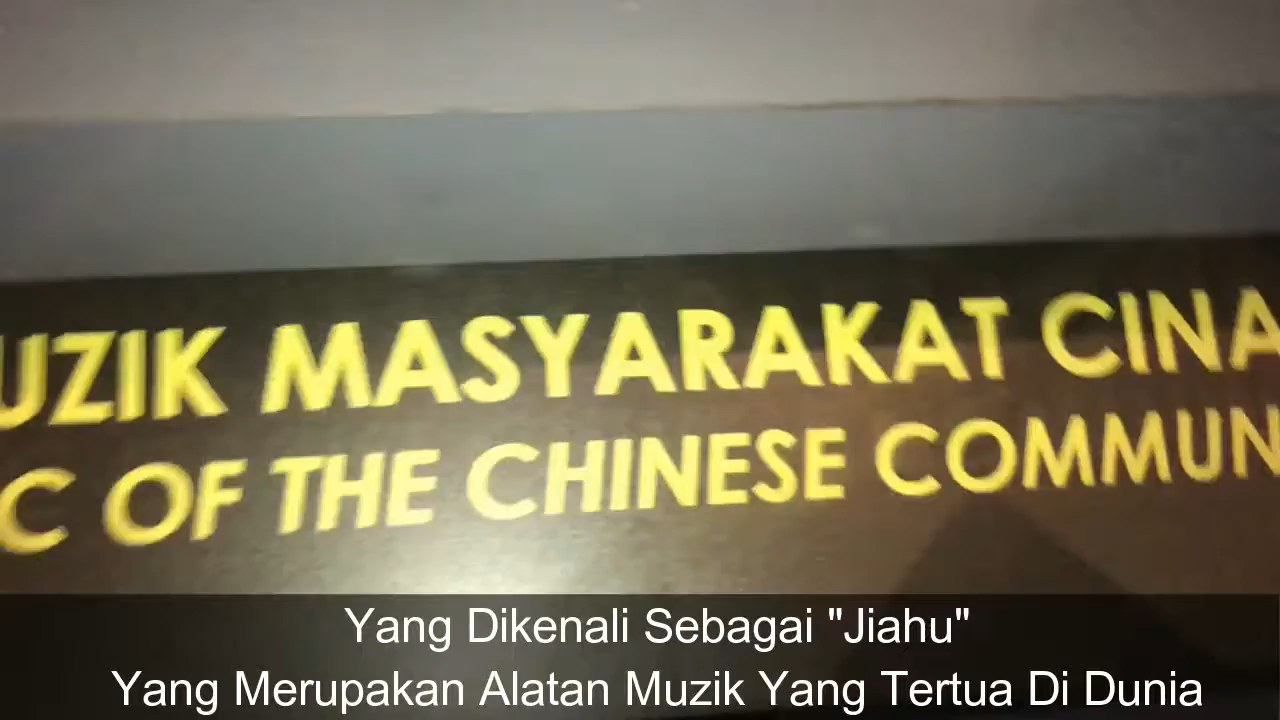 UZIK MASYARAKAT CINA
C OF THE CHINESE COMMUN
Yang Dikenali Sebagai "Jiahu"
Yang Merupakan Alatan Muzik Yang Tertua Di Dunia